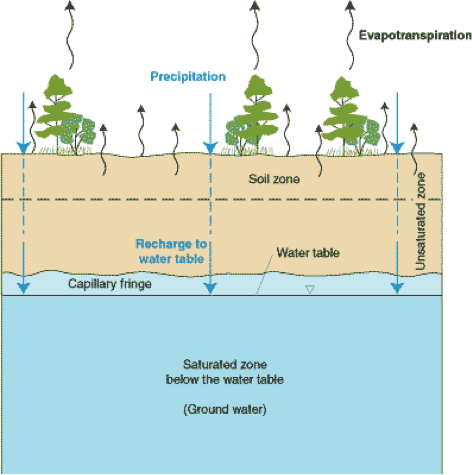 Evapotranspiration
Precipitation
Soil zone
Unsaturated zone
Recharge to
water table
Water table
Capillary fringe
Saturated zone
below the water table
(Ground water)